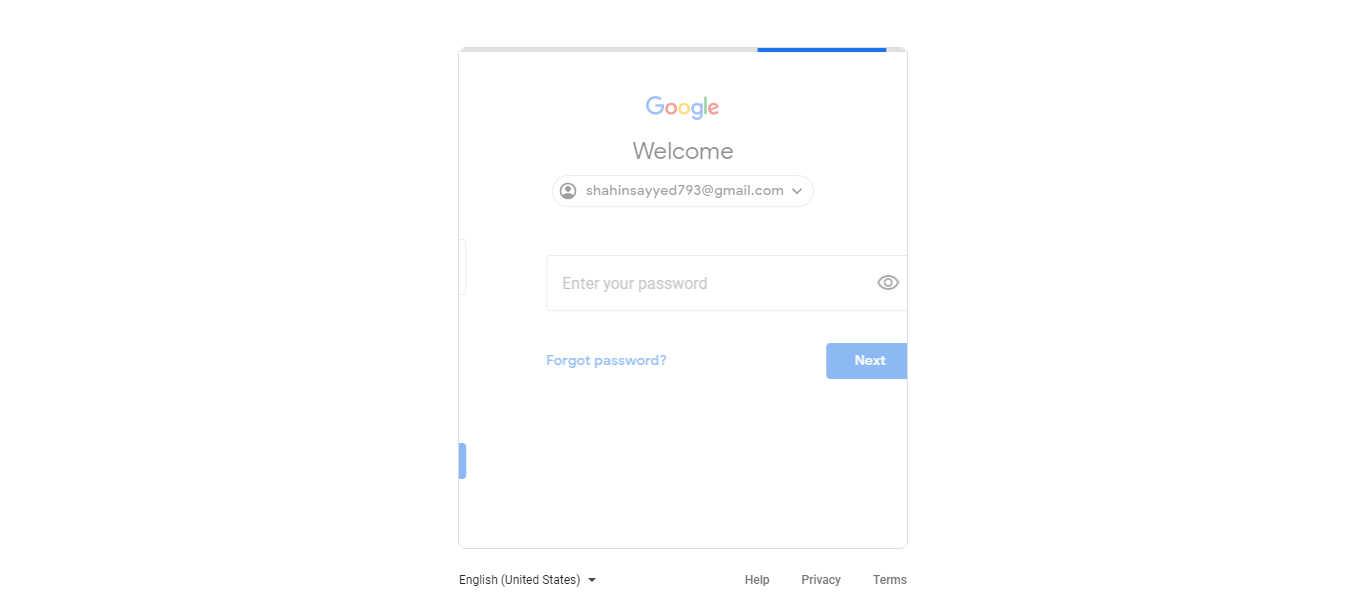 Google
Welcome
shahinsayyed793@gmail.com
Enter your password
Forgot password?
Next
English (United States)
Help
Privacy
Terms